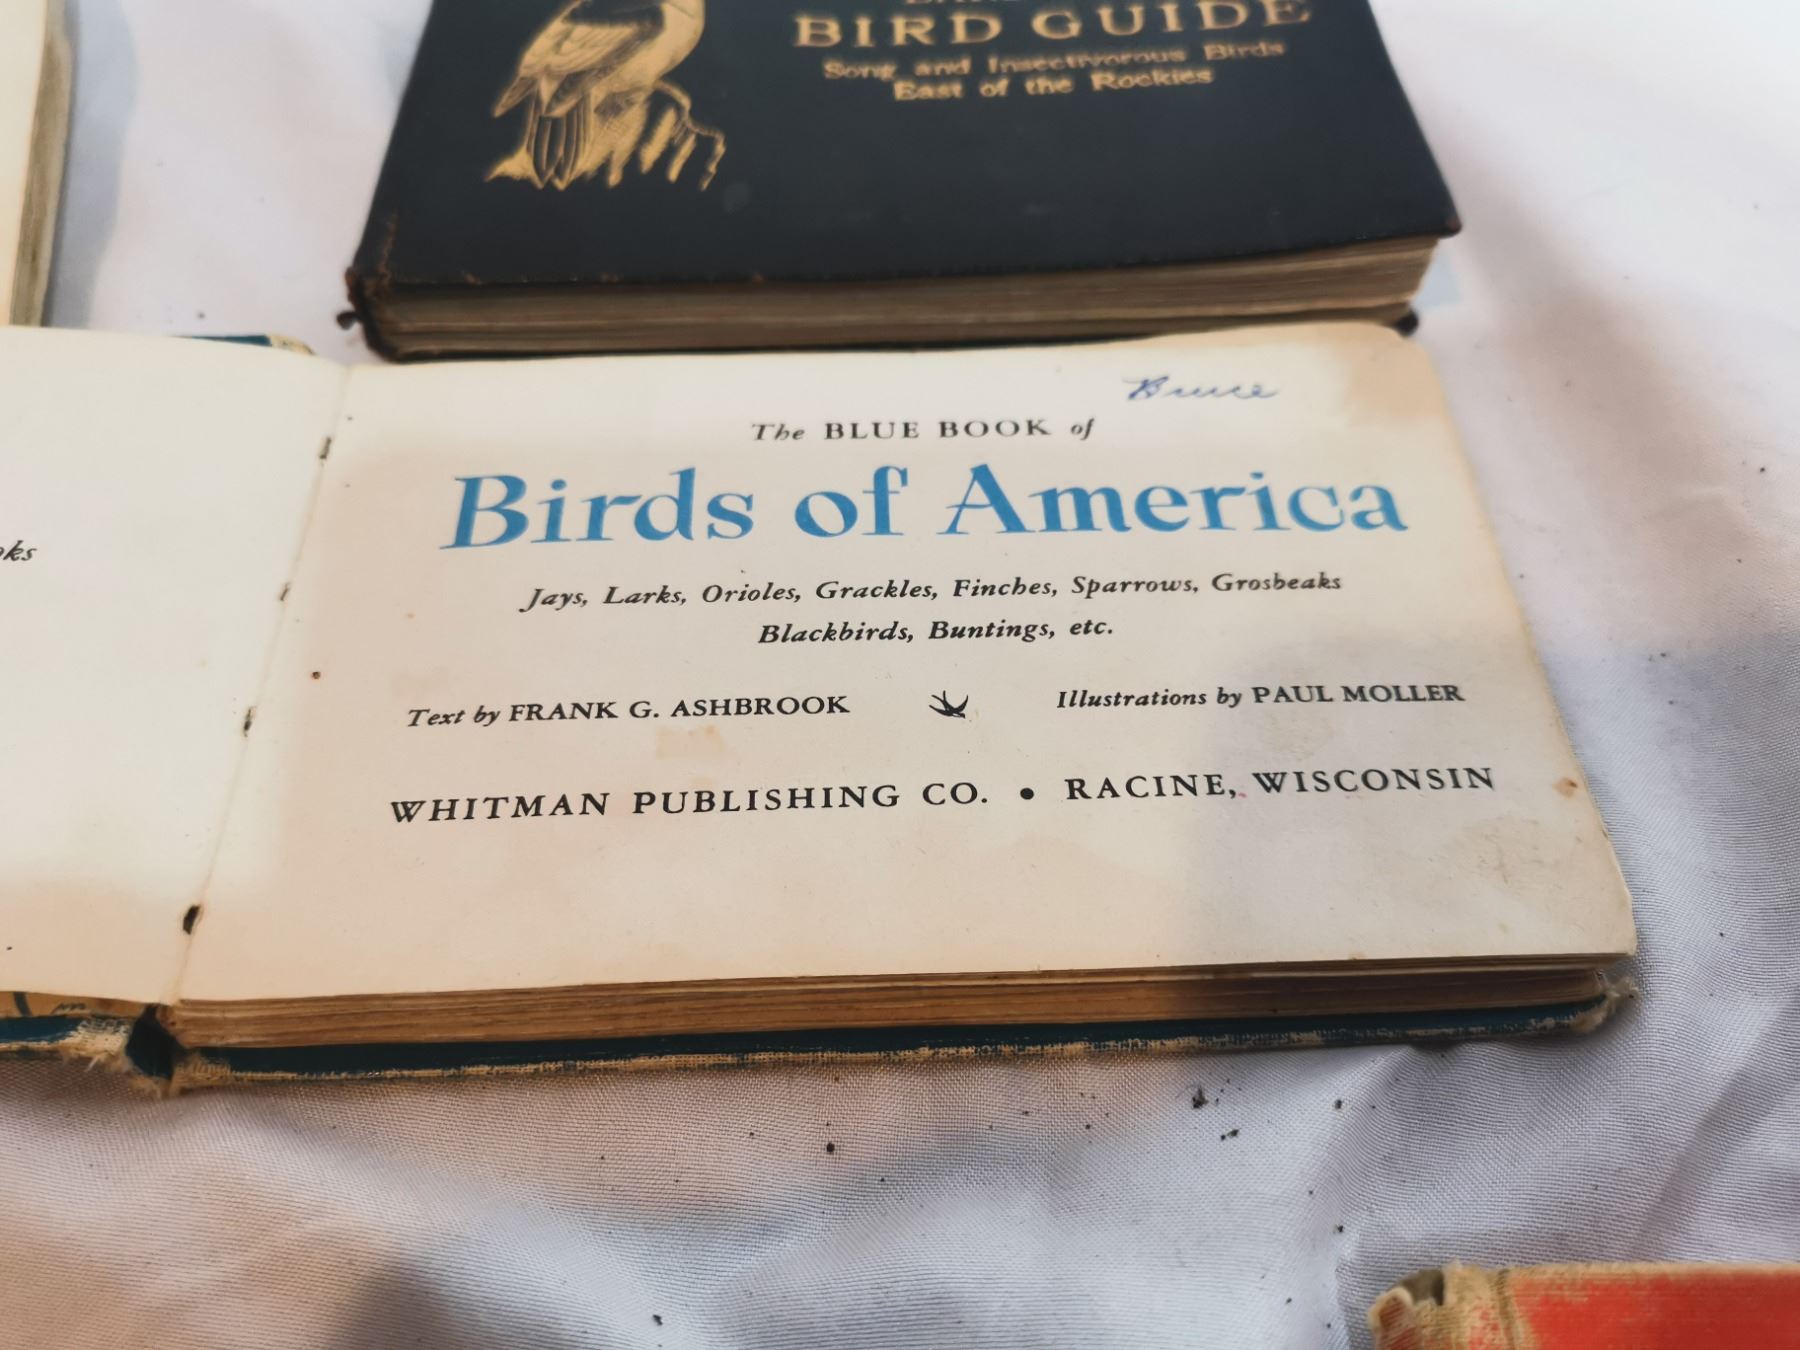 BIRD GUIDE
Song and Insectivorous Birds
East of the Rockies
Bruce
The BLUE BOOK of
Birds of America
Jays, Larks, Orioles, Grackles, Finches, Sparrows, Grosbeaks
Blackbirds, Buntings, etc.
Text by FRANK G. ASHBROOK
Illustrations by PAUL MOLLER
WHITMAN PUBLISHING CO. • RACINE, WISCONSIN